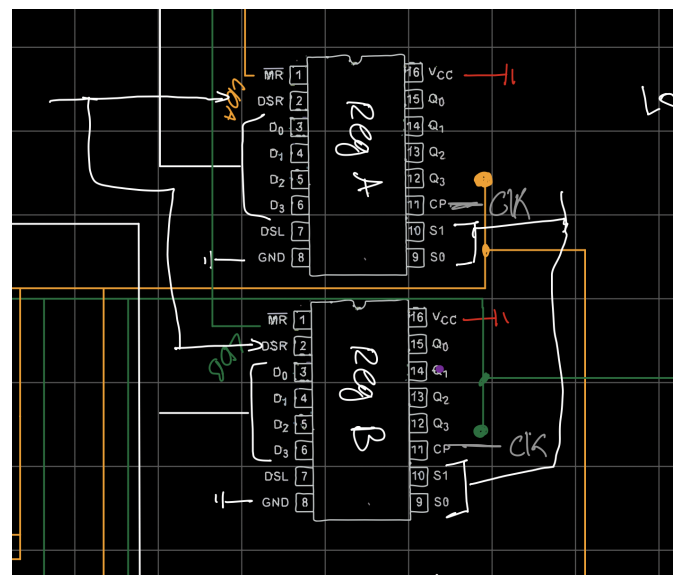 MR 1 16 VCC
LDA
DSR 2 15 Q0
LO
D0 3 14 Q1
D1 4 13 Q2
D2 5 12 Q3
D3 6 11 CP CLK
DSL 7 10 S1
GND 8 9 S0
Reg A
MR 1 16 VCC
LDB
DSR 2 15 Q0
D0 3 14 Q1
D1 4 13 Q2
D2 5 12 Q3
D3 6 11 CP CLK
DSL 7 10 S1
GND 8 9 S0
Reg B